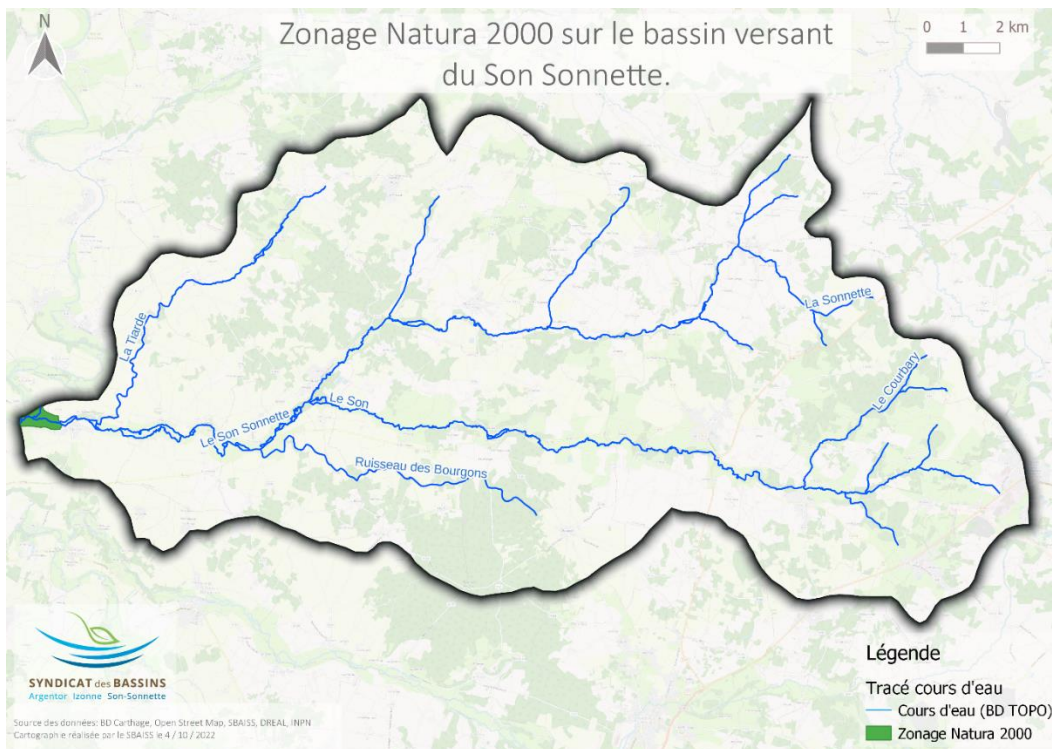 N
Zonage Natura 2000 sur le bassin versant
du Son Sonnette.
0 1 2 km
La Tiarde
La Sonnette
Le Courbary
Le Son
Le Son Sonnette
Ruisseau des Bourgons
SYNDICAT des BASSINS
Argentor Izonne Son-Sonnette
Source des données: BD Carthage, Open Street Map, SBAISS, DREAL, INPN
Cartographie réalisée par le SBAISS le 4 / 10 / 2022
Légende
Tracé cours d'eau
Cours d'eau (BD TOPO)
Zonage Natura 2000